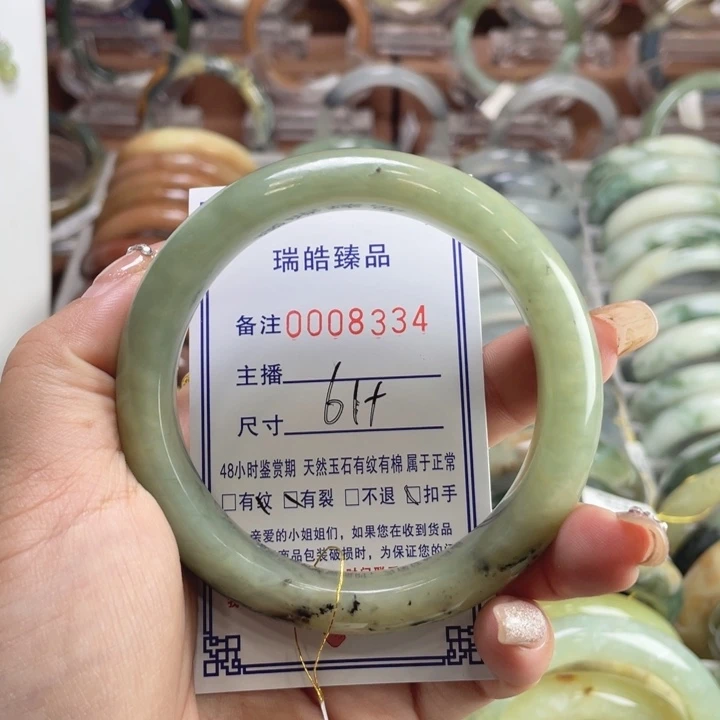 瑞皓臻品
备注0008334
主播
尺寸 61+
48小时鉴赏期 天然玉石有纹有棉 属于正常
□有纹 □有裂 □不退 □扣手
亲爱的小姐姐们，如果您在收到货品
商品包装破损时，为保证您的